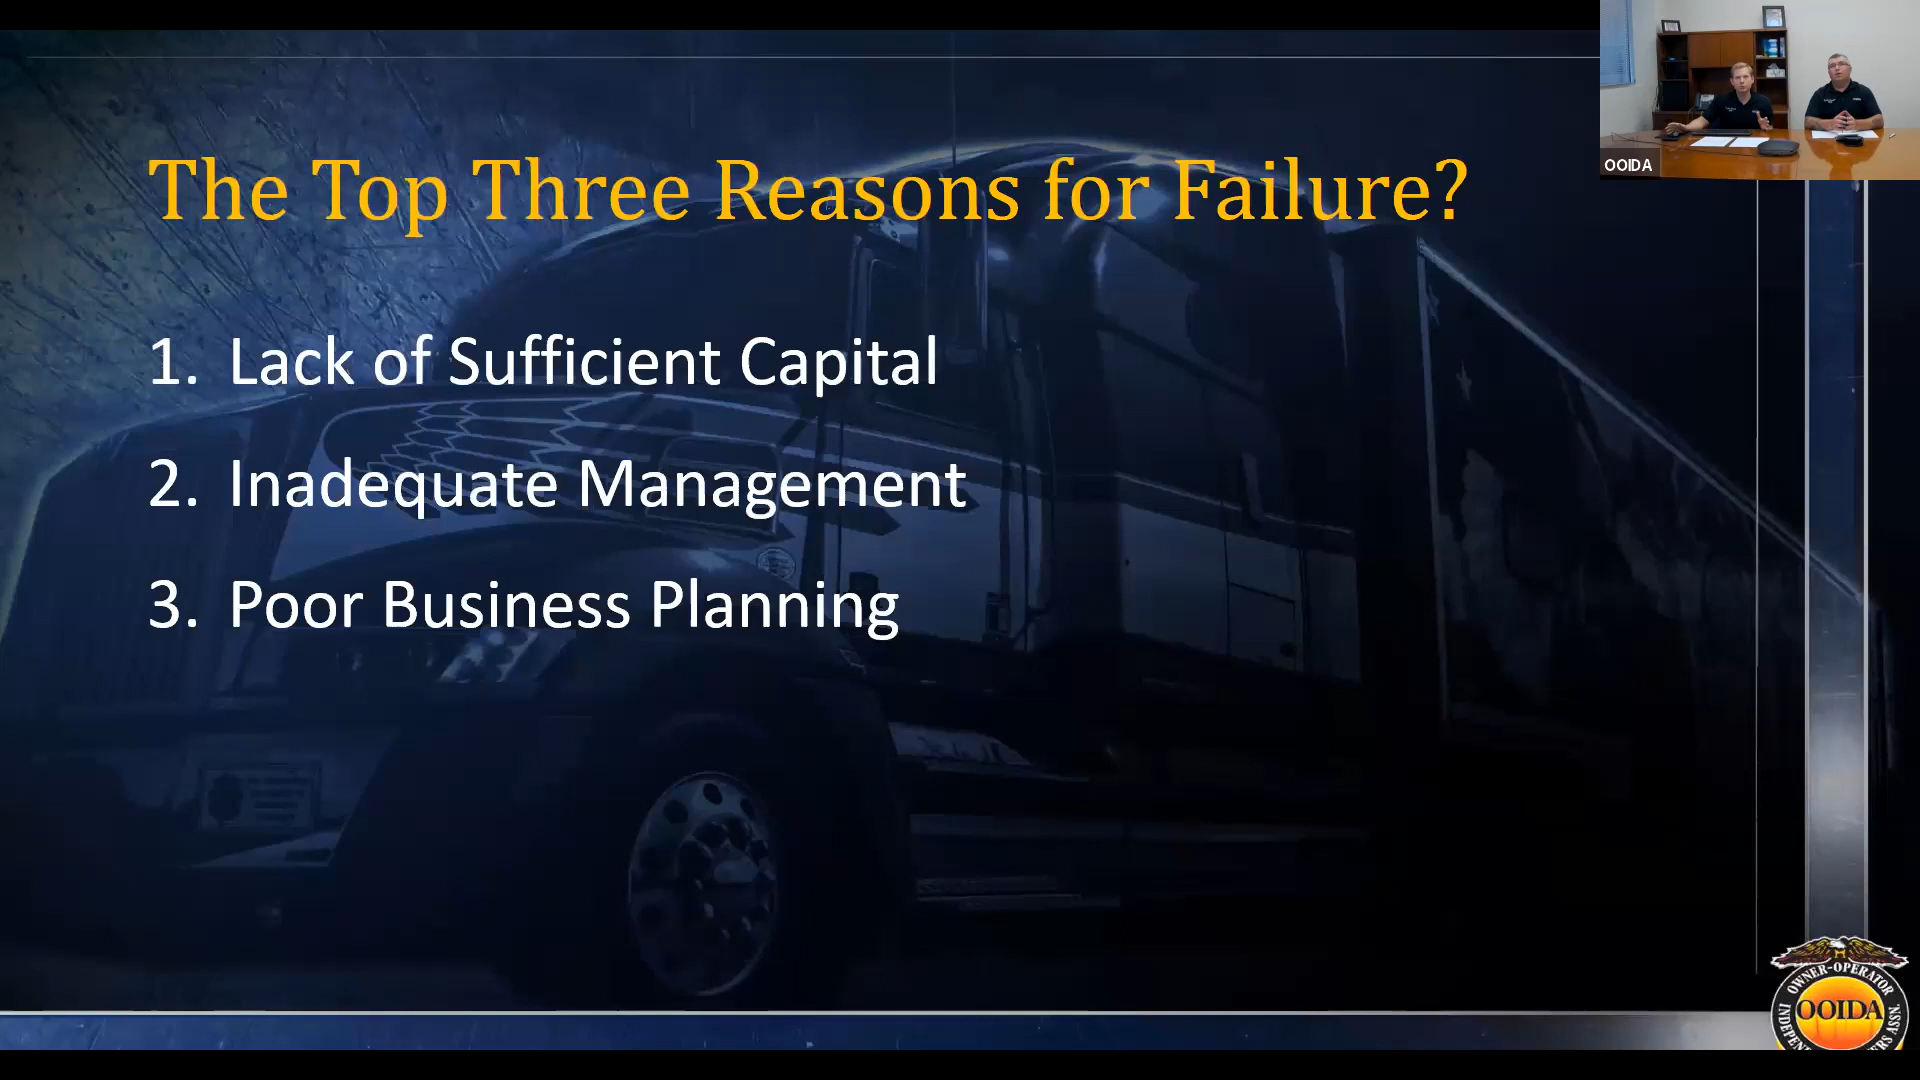 The Top Three Reasons for Failure?
1. Lack of Sufficient Capital
2. Inadequate Management
3. Poor Business Planning
OOIDA
OWNER-OPERATOR
OOIDA
ASSN.